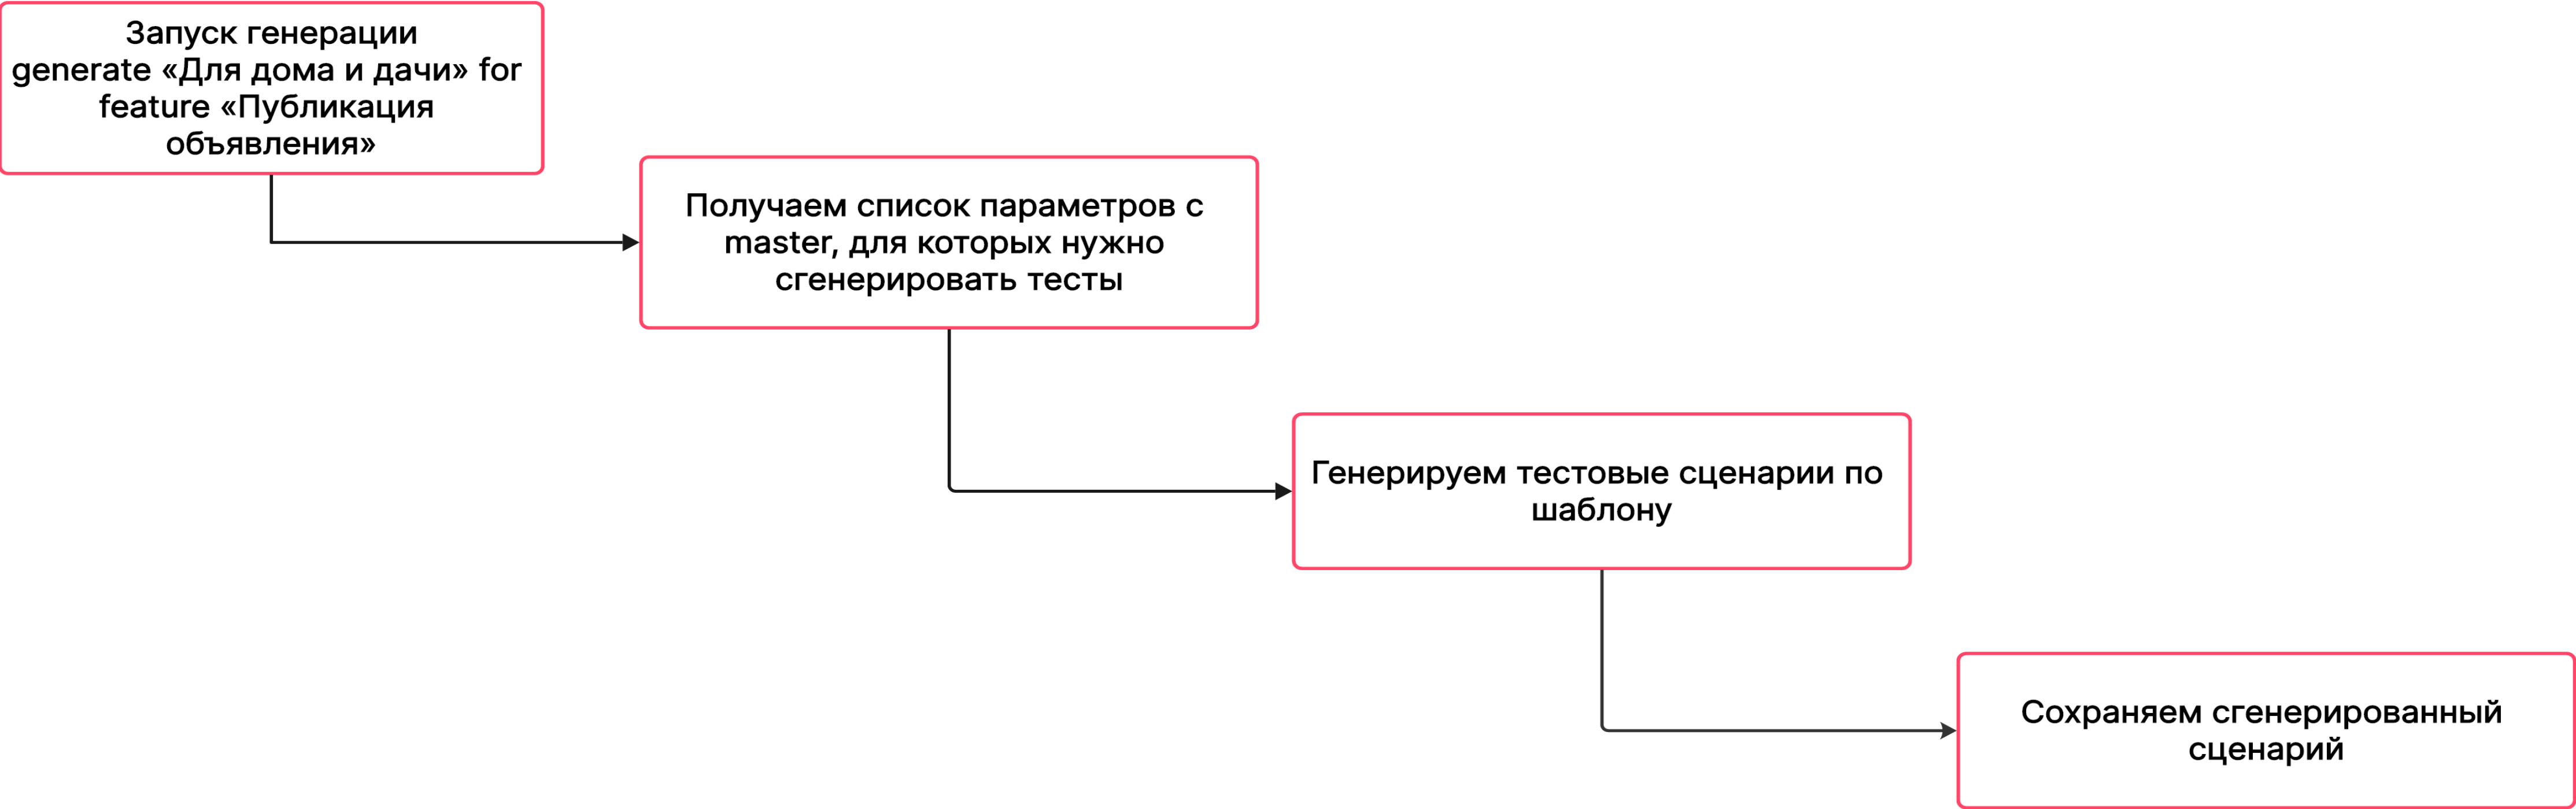 Запуск генерации
generate «Для дома и дачи» for
feature «Публикация
объявления»
Получаем список параметров с
master, для которых нужно
сгенерировать тесты
Генерируем тестовые сценарии по
шаблону
Сохраняем сгенерированный
сценарий